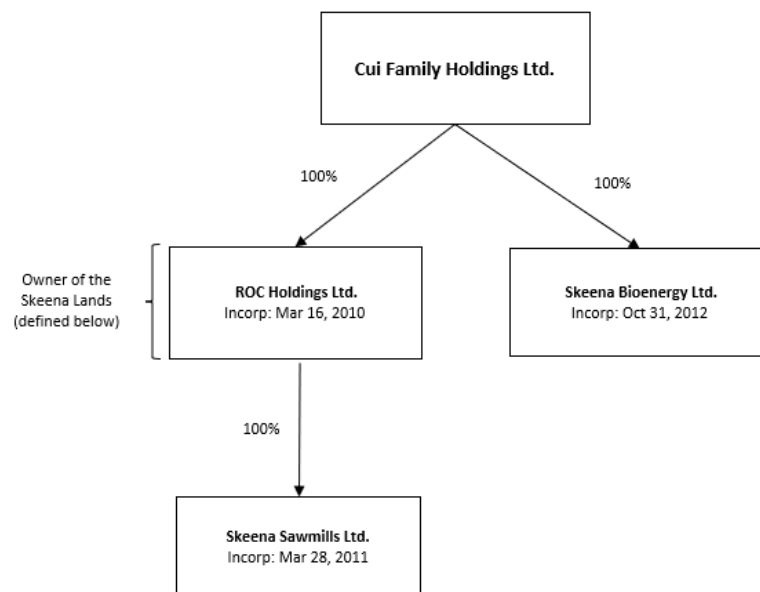 Cui Family Holdings Ltd.
100%
100%
Owner of the
Skeena Lands
(defined below)
ROC Holdings Ltd.
Incorp: Mar 16, 2010
Skeena Bioenergy Ltd.
Incorp: Oct 31, 2012
100%
Skeena Sawmills Ltd.
Incorp: Mar 28, 2011